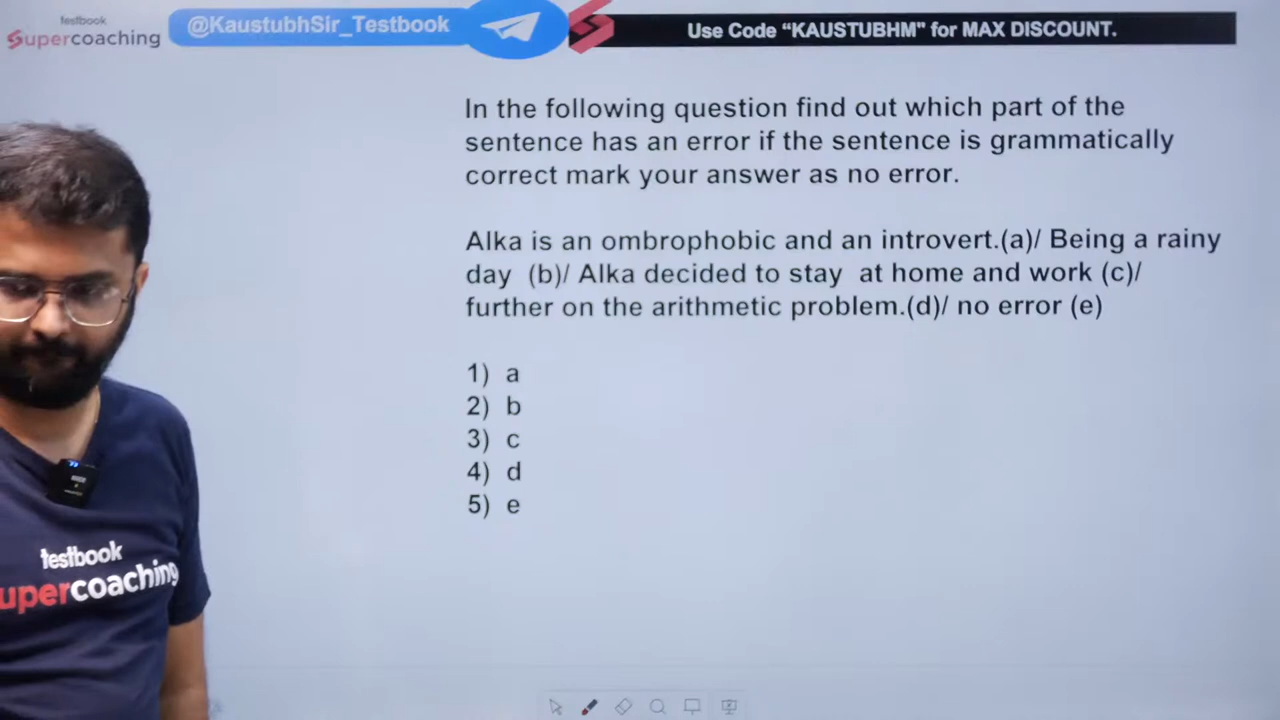 testbook
Supercoaching
@KaustubhSir_Testbook
Use Code “KAUSTUBHM" for MAX DISCOUNT.
In the following question find out which part of the
sentence has an error if the sentence is grammatically
correct mark your answer as no error.
Alka is an ombrophobic and an introvert.(a)/ Being a rainy
day (b)/ Alka decided to stay at home and work (c)/
further on the arithmetic problem.(d)/ no error (e)
1) a
2) b
3) c
4) d
5) e
testbook
upercoaching